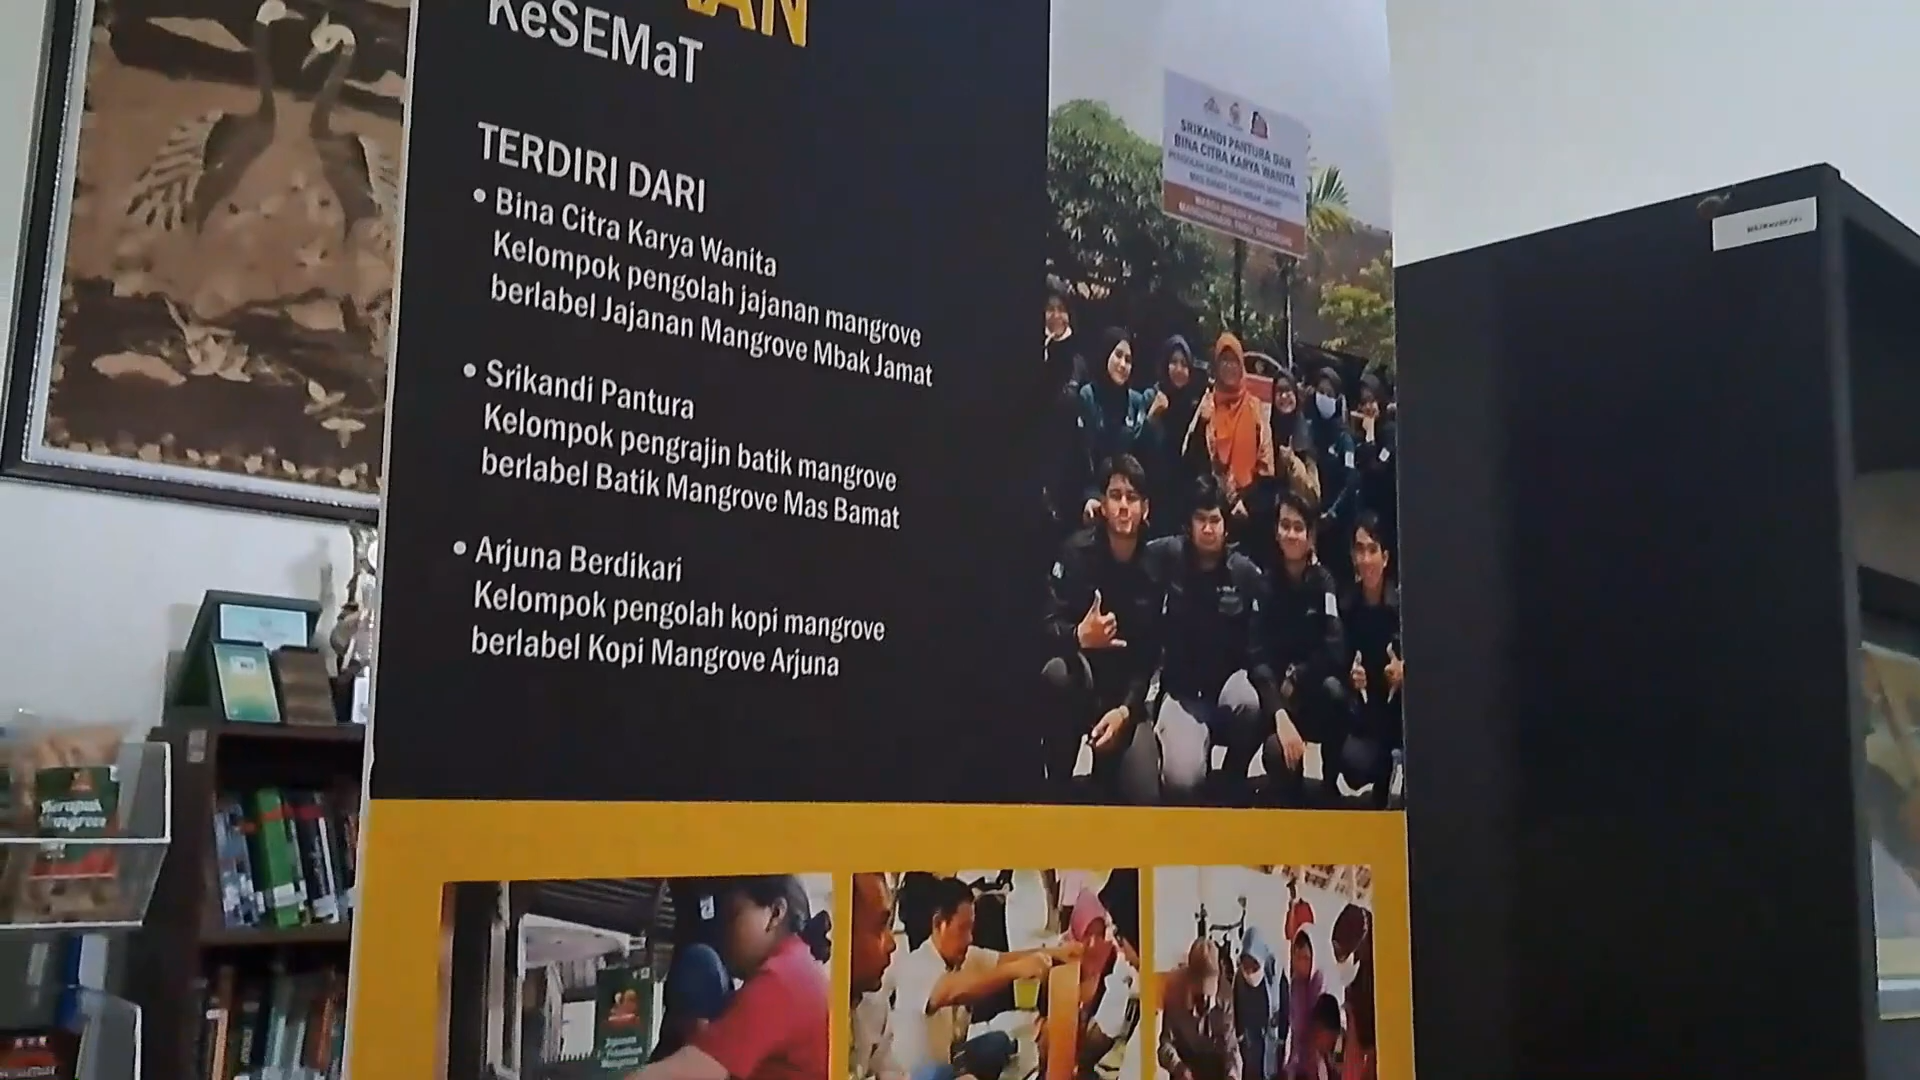 KeSEMaT
TERDIRI DARI
• Bina Citra Karya Wanita
Kelompok pengolah jajanan mangrove
berlabel Jajanan Mangrove Mbak Jamat
• Srikandi Pantura
Kelompok pengrajin batik mangrove
berlabel Batik Mangrove Mas Bamat
• Arjuna Berdikari
Kelompok pengolah kopi mangrove
berlabel Kopi Mangrove Arjuna
SRIKANDI PANTURA DAN
BINA CITRA KARYA WANITA
Kerupuk
Mangrove